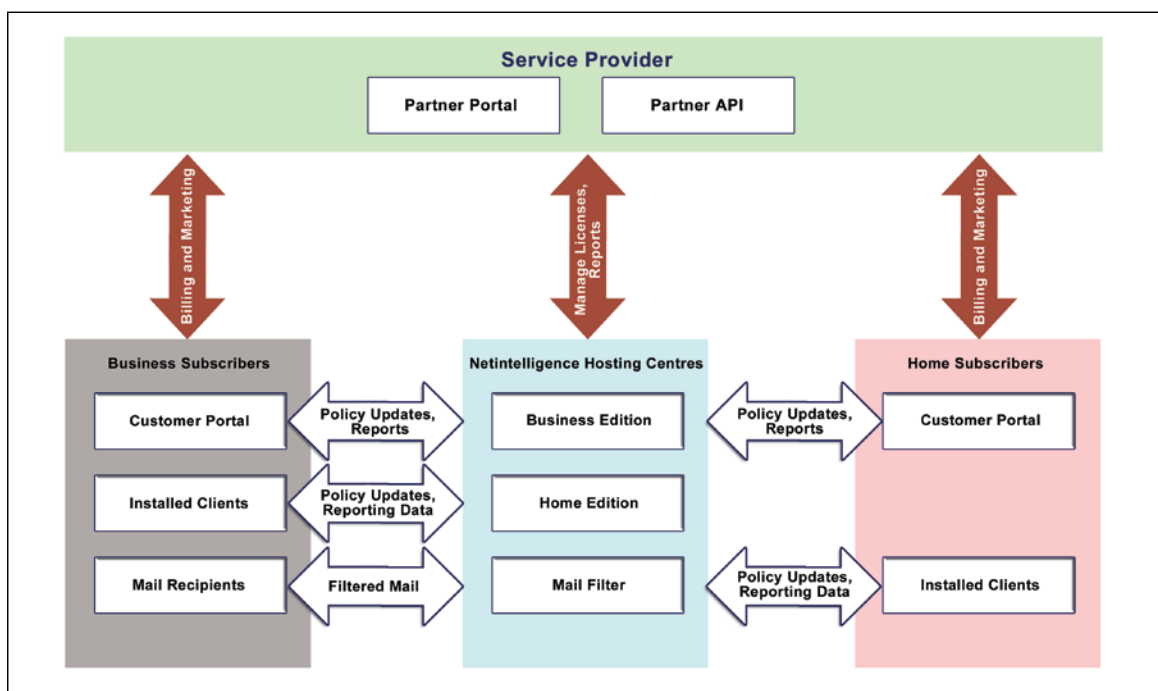 Service Provider
Partner Portal
Partner API
Billing and Marketing
Manage Licenses,
Reports
Billing and Marketing
Business Subscribers
Netintelligence Hosting Centres
Home Subscribers
Customer Portal
Policy Updates,
Reports
Business Edition
Policy Updates,
Reports
Customer Portal
Installed Clients
Policy Updates,
Reporting Data
Home Edition
Mail Recipients
Filtered Mail
Mail Filter
Policy Updates,
Reporting Data
Installed Clients